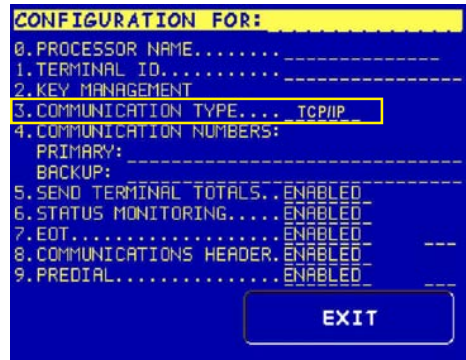 CONFIGURATION FOR:
0.PROCESSOR NAME........
1.TERMINAL ID...........
2.KEY MANAGEMENT
3.COMMUNICATION TYPE.... TCP/IP
4.COMMUNICATION NUMBERS:
PRIMARY:
BACKUP:
5.SEND TERMINAL TOTALS..ENABLED
6.STATUS MONITORING.....ENABLED
7.EOT...................ENABLED
8.COMMUNICATIONS HEADER.ENABLED
9.PREDIAL...............ENABLED
EXIT